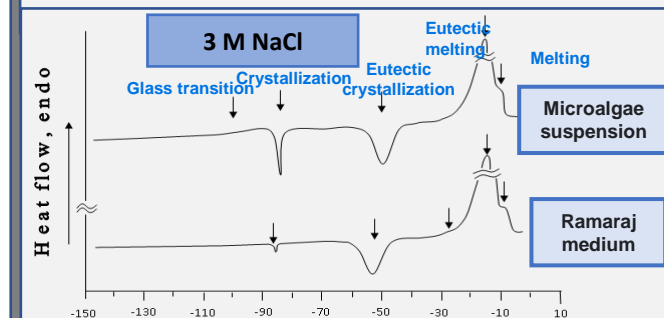 3 M NaCl
Glass transition
Crystallization
Eutectic
crystallization
Eutectic
melting
Melting
Microalgae
suspension
Ramaraj
medium
Heat flow, endo
-150 -130 -110 -90 -70 -50 -30 -10 10